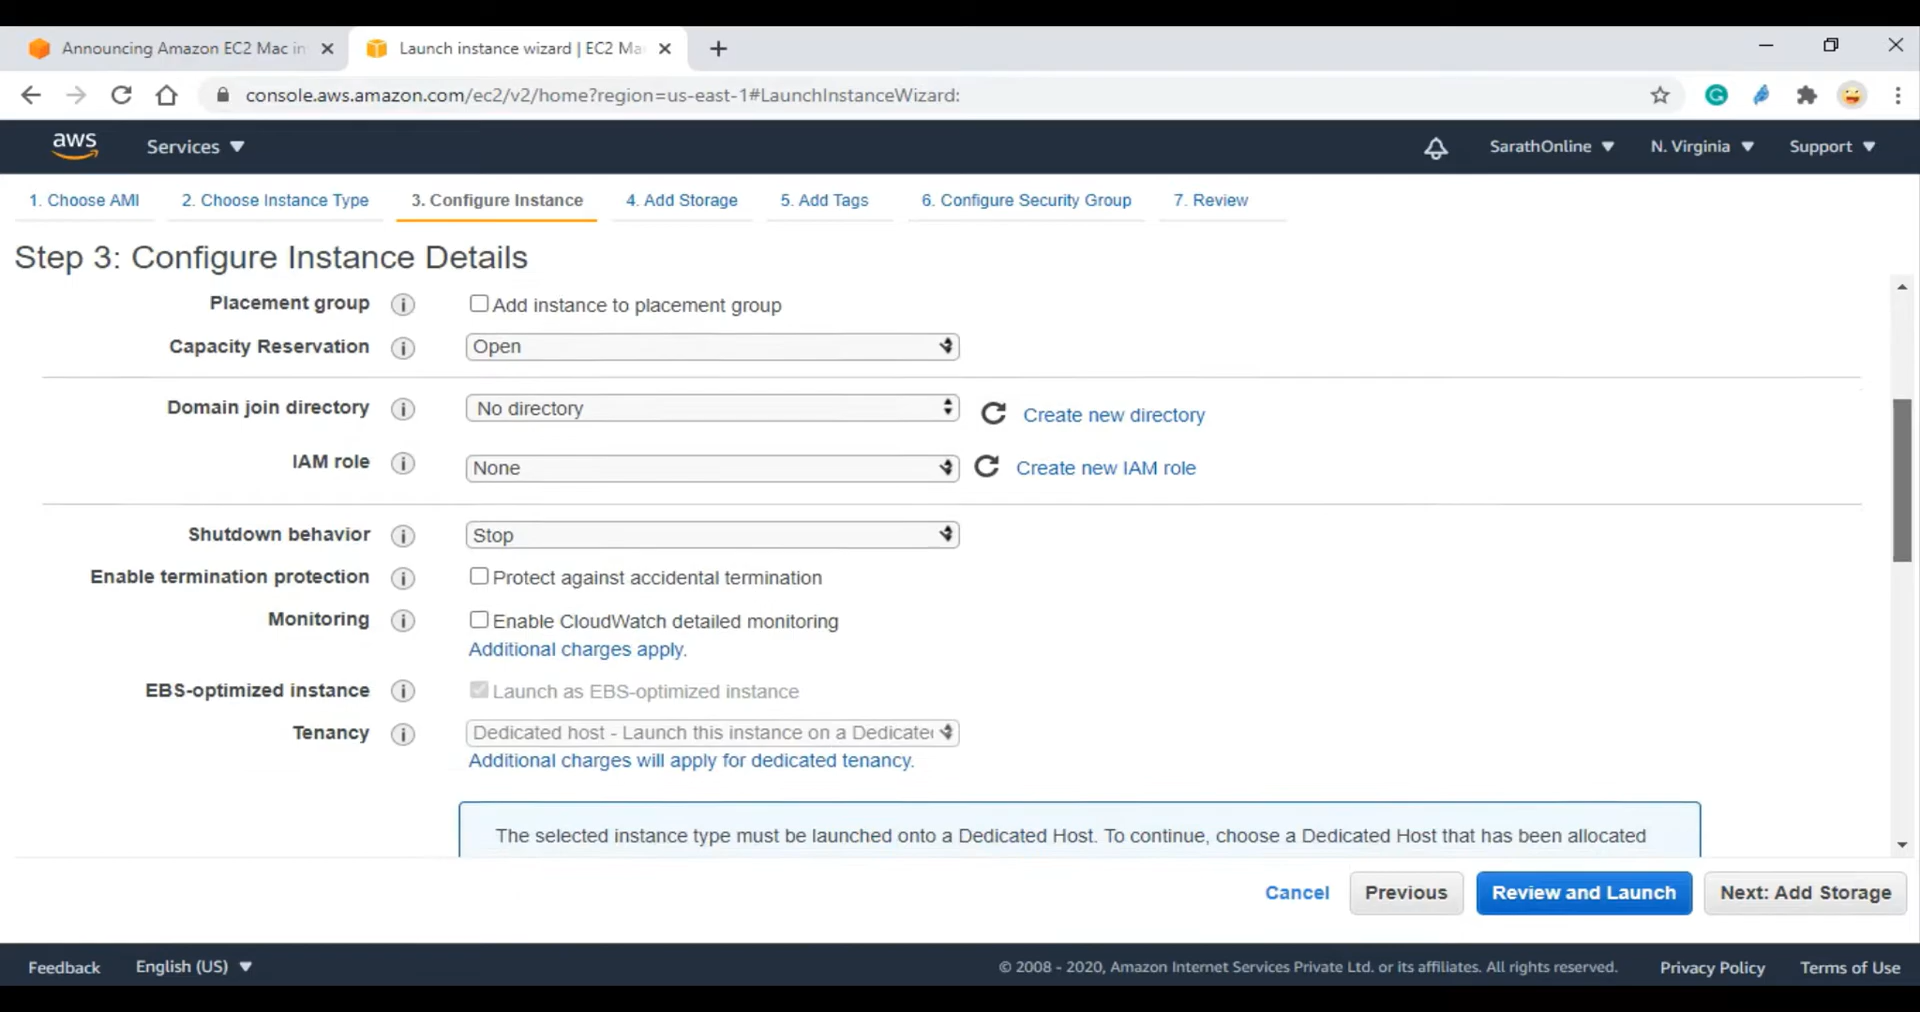 Announcing Amazon EC2 Mac in
Launch instance wizard | EC2 Ma
console.aws.amazon.com/ec2/v2/home?region=us-east-1#LaunchInstanceWizard:
aws
Services
SarathOnline
N. Virginia
Support
1. Choose AMI
2. Choose Instance Type
3. Configure Instance
4. Add Storage
5. Add Tags
6. Configure Security Group
7. Review
Step 3: Configure Instance Details
Placement group
Add instance to placement group
Capacity Reservation
Open
Domain join directory
No directory
Create new directory
IAM role
None
Create new IAM role
Shutdown behavior
Stop
Enable termination protection
Protect against accidental termination
Monitoring
Enable CloudWatch detailed monitoring
Additional charges apply.
EBS-optimized instance
Launch as EBS-optimized instance
Tenancy
Dedicated host - Launch this instance on a Dedicate
Additional charges will apply for dedicated tenancy.
The selected instance type must be launched onto a Dedicated Host. To continue, choose a Dedicated Host that has been allocated
Cancel
Previous
Review and Launch
Next: Add Storage
Feedback
English (US)
© 2008 - 2020, Amazon Internet Services Private Ltd. or its affiliates. All rights reserved.
Privacy Policy
Terms of Use